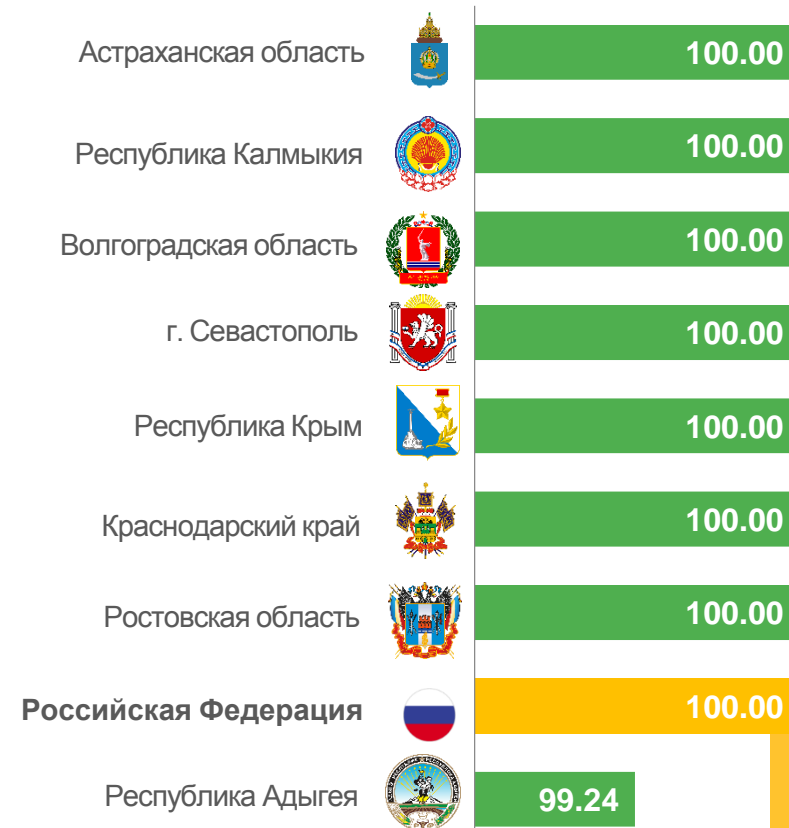 Астраханская область 100.00
Республика Калмыкия 100.00
Волгоградская область 100.00
г. Севастополь 100.00
Республика Крым 100.00
Краснодарский край 100.00
Ростовская область 100.00
Российская Федерация 100.00
Республика Адыгея 99.24